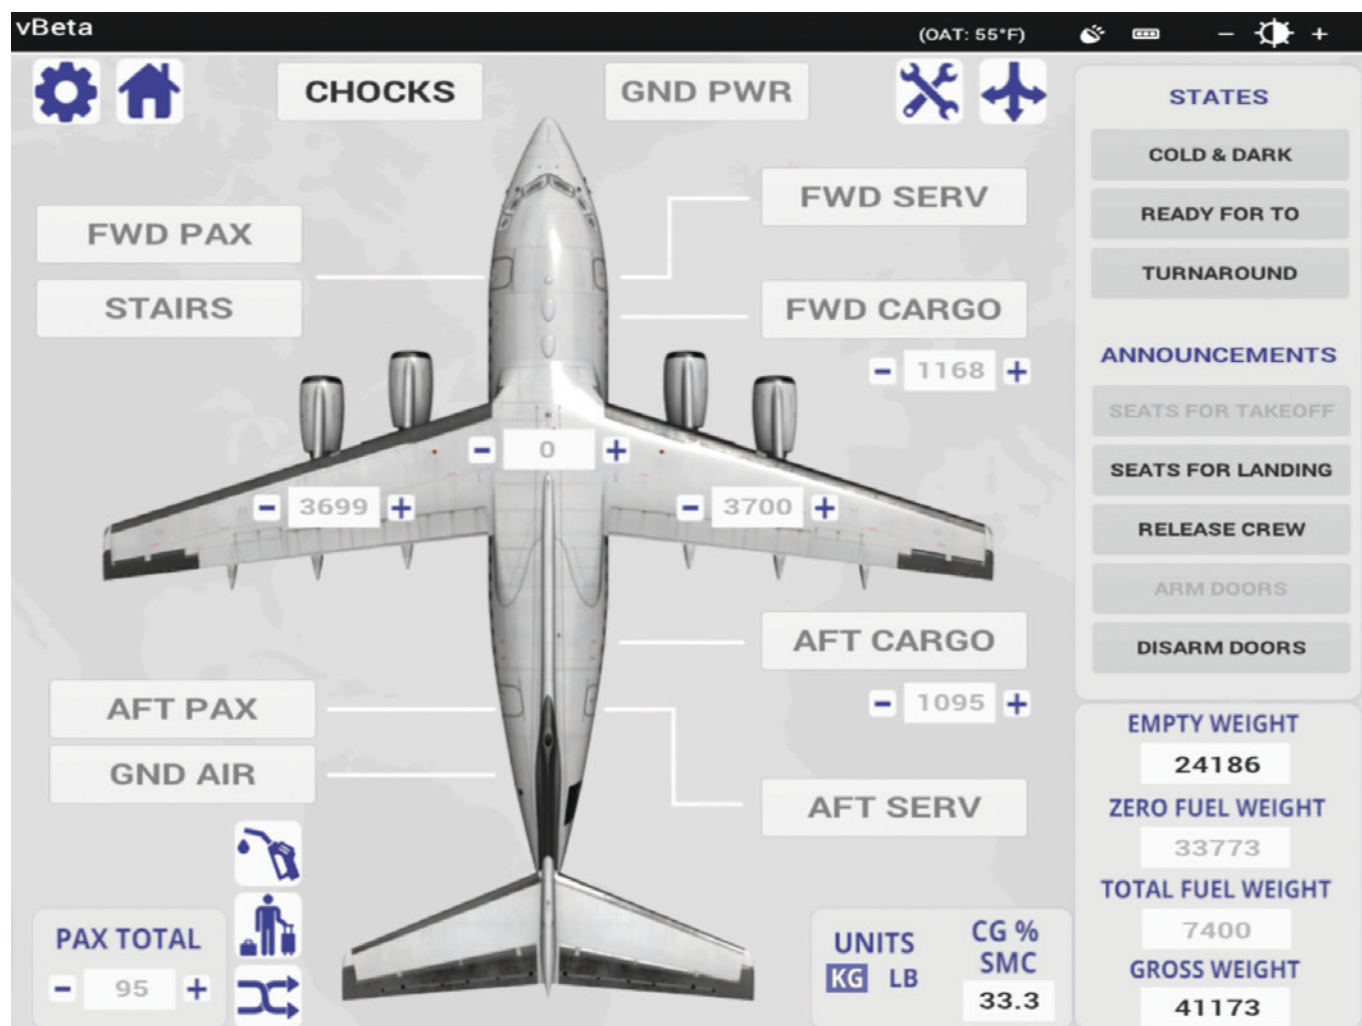 vBeta
(OAT: 55°F)
- +
CHOCKS
GND PWR
FWD PAX
STAIRS
FWD SERV
FWD CARGO
- 1168 +
- 0 +
- 3699 +
- 3700 +
AFT CARGO
- 1095 +
AFT PAX
GND AIR
AFT SERV
PAX TOTAL
- 95 +
UNITS
KG LB
CG %
SMC
33.3
STATES
COLD & DARK
READY FOR TO
TURNAROUND
ANNOUNCEMENTS
SEATS FOR TAKEOFF
SEATS FOR LANDING
RELEASE CREW
ARM DOORS
DISARM DOORS
EMPTY WEIGHT
24186
ZERO FUEL WEIGHT
33773
TOTAL FUEL WEIGHT
7400
GROSS WEIGHT
41173